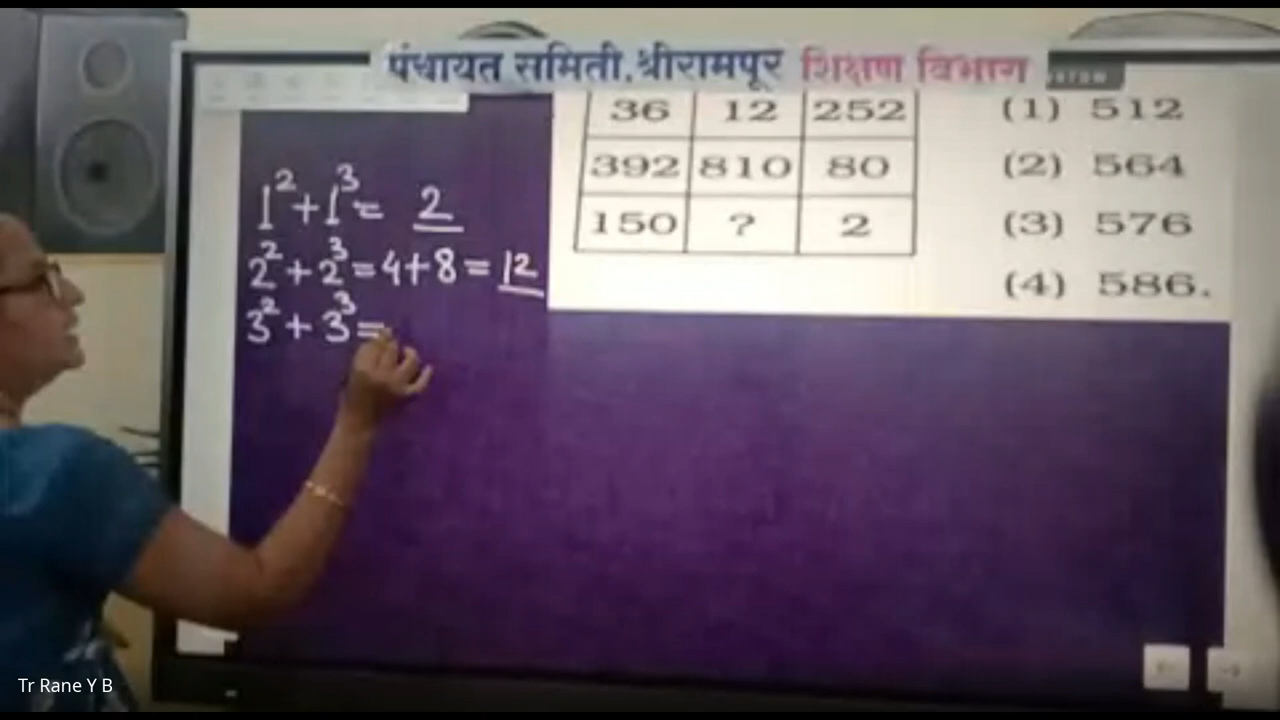 पंचायत समिती.श्रीरामपूर शिक्षण विभाग
36 12 252
392 810 80
150 ? 2
(1) 512
(2) 564
(3) 576
(4) 586.
1² + 1³ = 2
2² + 2³ = 4 + 8 = 12
3² + 3³ =
Tr Rane Y B